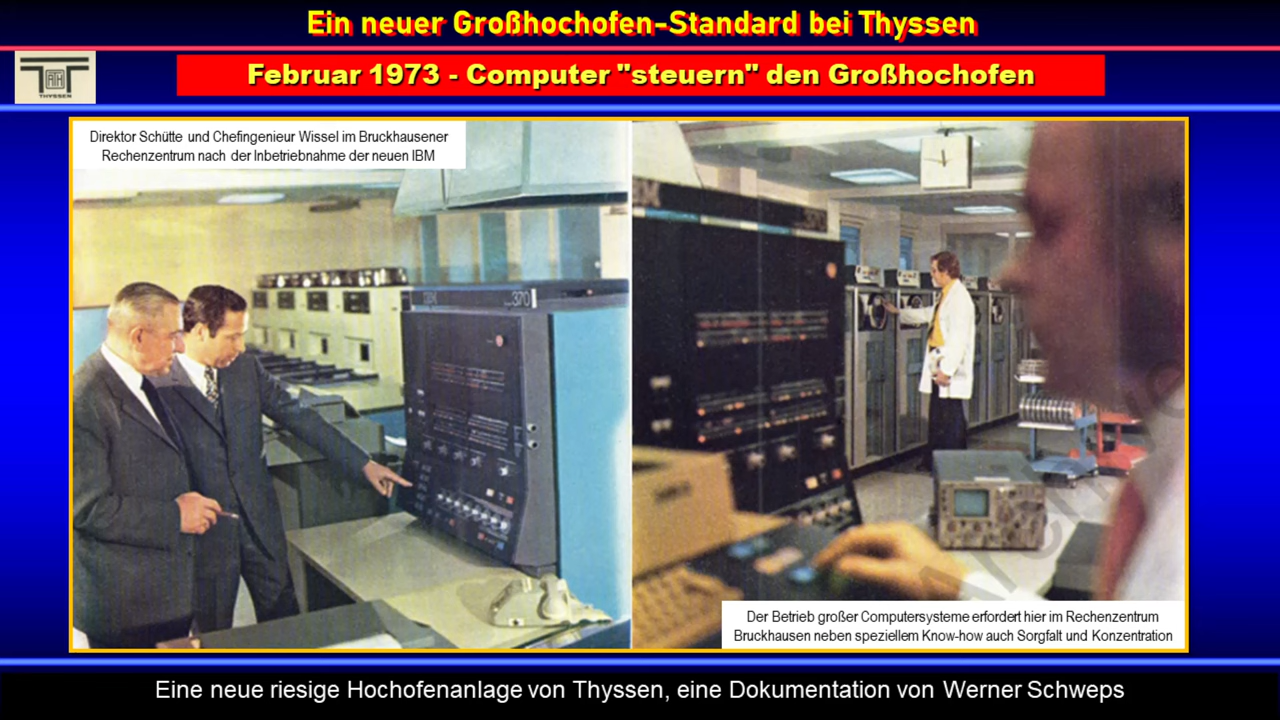 Ein neuer Großhochofen-Standard bei Thyssen
ATH
THYSSEN
Februar 1973 - Computer "steuern" den Großhochofen
Direktor Schütte und Chefingenieur Wissel im Bruckhausener
Rechenzentrum nach der Inbetriebnahme der neuen IBM
IBM
370
370
Archiv
Der Betrieb großer Computersysteme erfordert hier im Rechenzentrum
Bruckhausen neben speziellem Know-how auch Sorgfalt und Konzentration
Eine neue riesige Hochofenanlage von Thyssen, eine Dokumentation von Werner Schweps